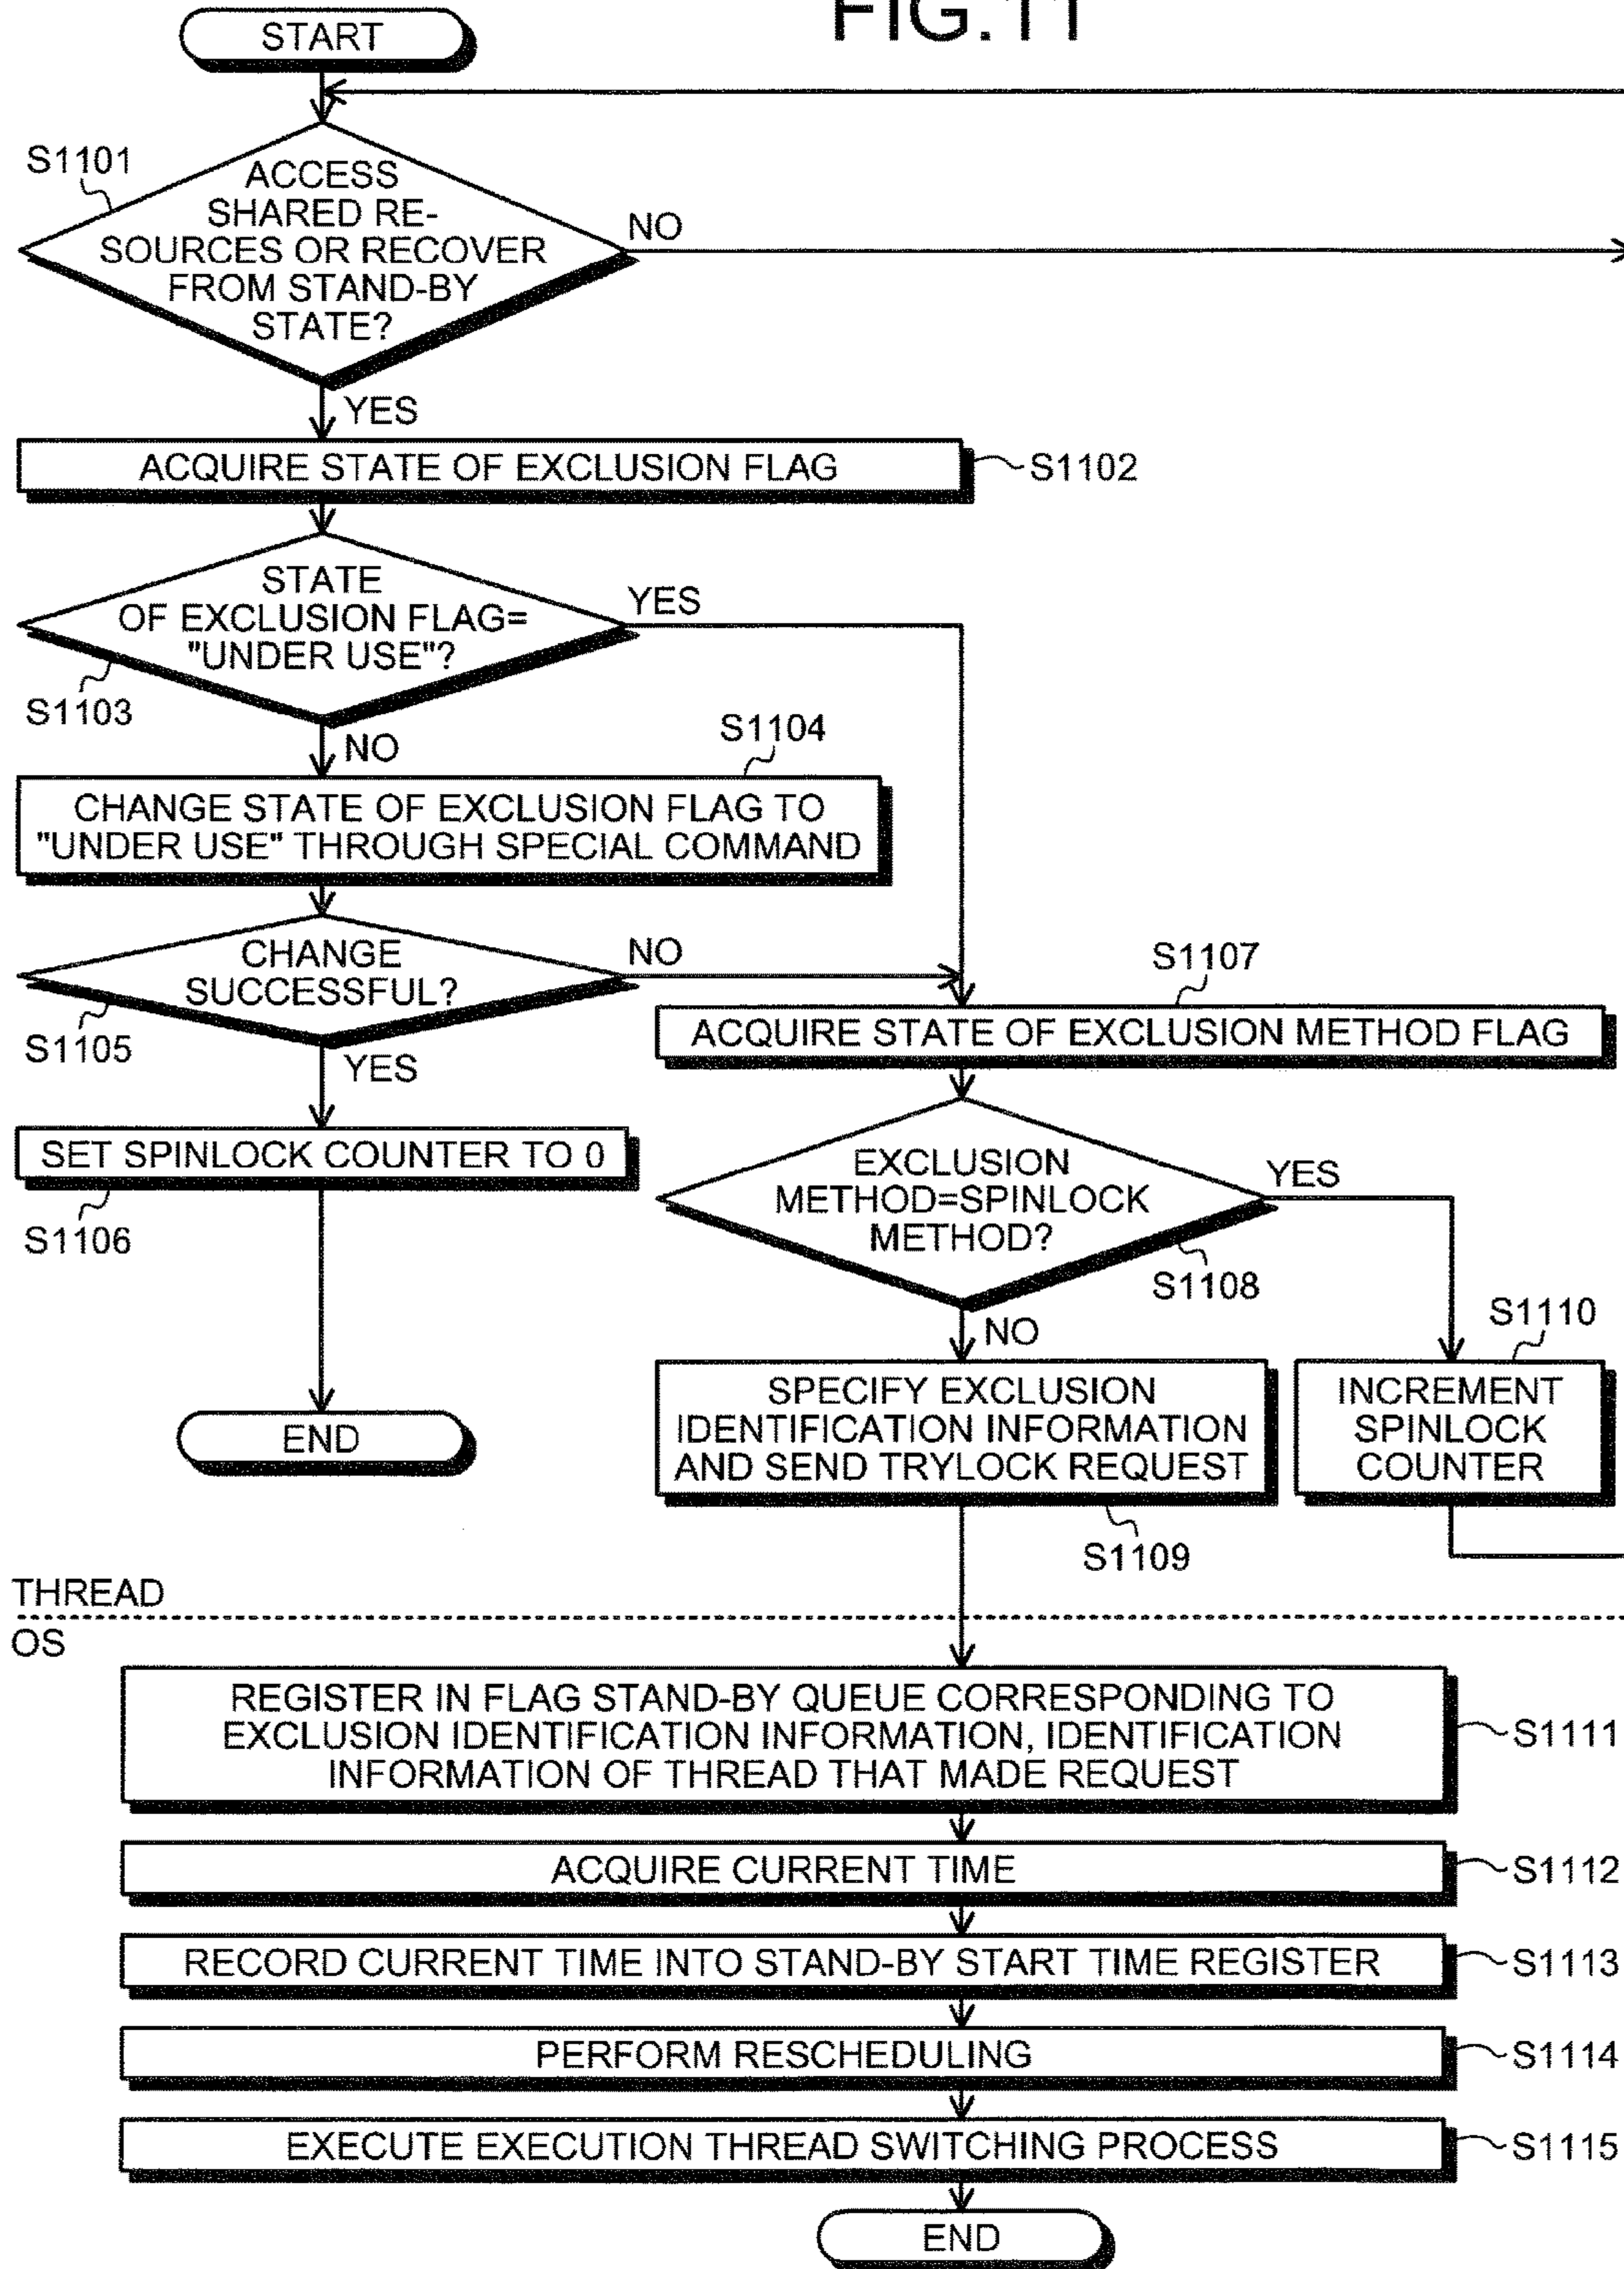 FIG.11
START
S1101
ACCESS
SHARED RE-
SOURCES OR RECOVER
FROM STAND-BY
STATE?
NO
YES
ACQUIRE STATE OF EXCLUSION FLAG
S1102
STATE
OF EXCLUSION FLAG=
"UNDER USE"?
YES
S1103
NO
S1104
CHANGE STATE OF EXCLUSION FLAG TO
"UNDER USE" THROUGH SPECIAL COMMAND
CHANGE
SUCCESSFUL?
NO
S1105
YES
SET SPINLOCK COUNTER TO 0
S1106
END
S1107
ACQUIRE STATE OF EXCLUSION METHOD FLAG
EXCLUSION
METHOD=SPINLOCK
METHOD?
YES
S1108
NO
S1110
SPECIFY EXCLUSION
IDENTIFICATION INFORMATION
AND SEND TRYLOCK REQUEST
S1109
INCREMENT
SPINLOCK
COUNTER
THREAD
OS
REGISTER IN FLAG STAND-BY QUEUE CORRESPONDING TO
EXCLUSION IDENTIFICATION INFORMATION, IDENTIFICATION
INFORMATION OF THREAD THAT MADE REQUEST
S1111
ACQUIRE CURRENT TIME
S1112
RECORD CURRENT TIME INTO STAND-BY START TIME REGISTER
S1113
PERFORM RESCHEDULING
S1114
EXECUTE EXECUTION THREAD SWITCHING PROCESS
S1115
END